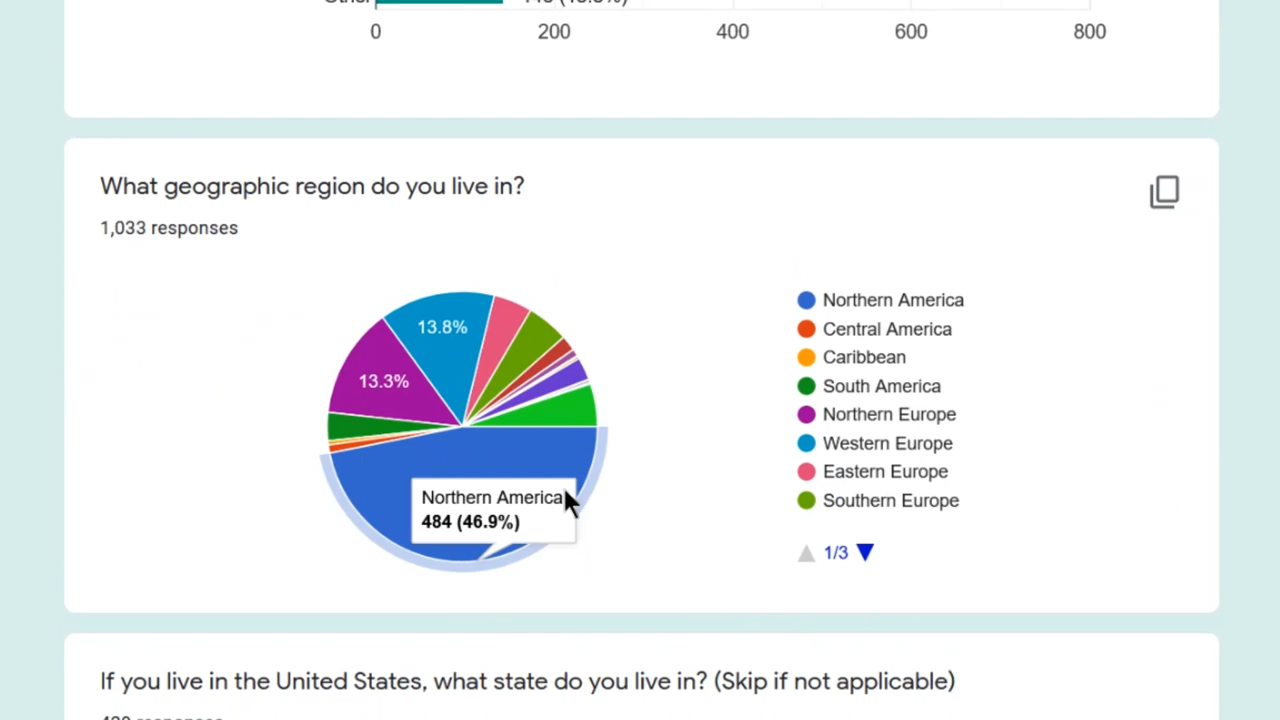 0 200 400 600 800
What geographic region do you live in?
1,033 responses
13.8%
13.3%
Northern America
484 (46.9%)
Northern America
Central America
Caribbean
South America
Northern Europe
Western Europe
Eastern Europe
Southern Europe
1/3
If you live in the United States, what state do you live in? (Skip if not applicable)